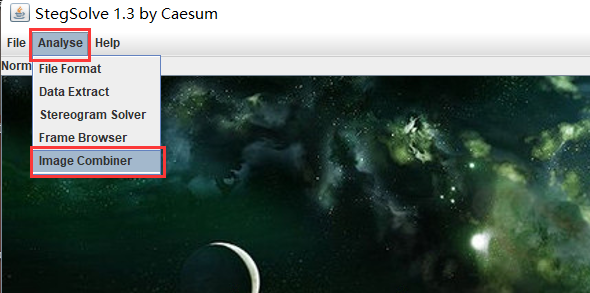 StegSolve 1.3 by Caesum
File Analyse Help
Norm
File Format
Data Extract
Stereogram Solver
Frame Browser
Image Combiner